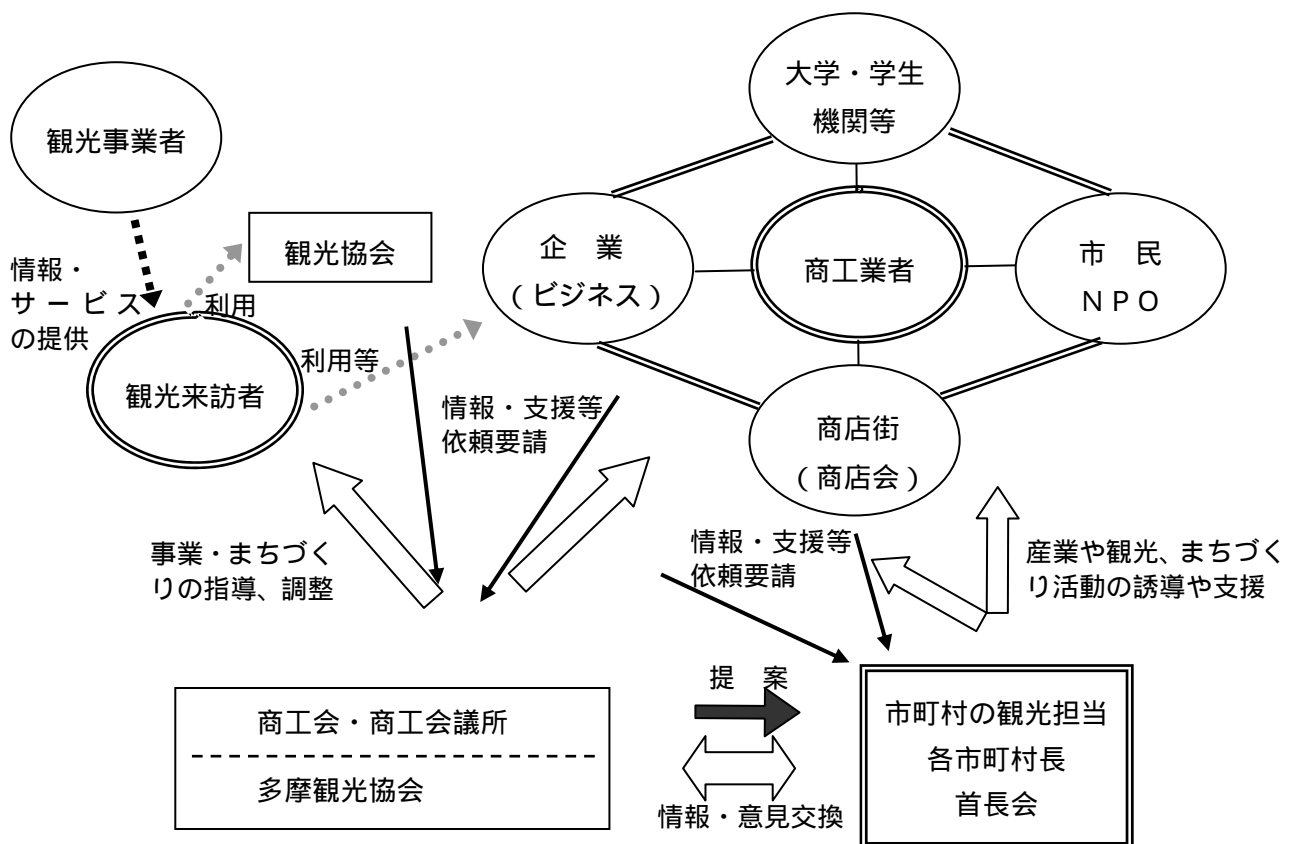 大学・学生
機関等
観光事業者
観光協会
企　業
（ビジネス）
商工業者
市　民
ＮＰＯ
情報・
サービス
の提供
利用
観光来訪者
利用等
情報・支援等
依頼要請
商店街
（商店会）
事業・まちづく
りの指導、調整
情報・支援等
依頼要請
産業や観光、まちづく
り活動の誘導や支援
提　案
商工会・商工会議所
多摩観光協会
情報・意見交換
市町村の観光担当
各市町村長
首長会